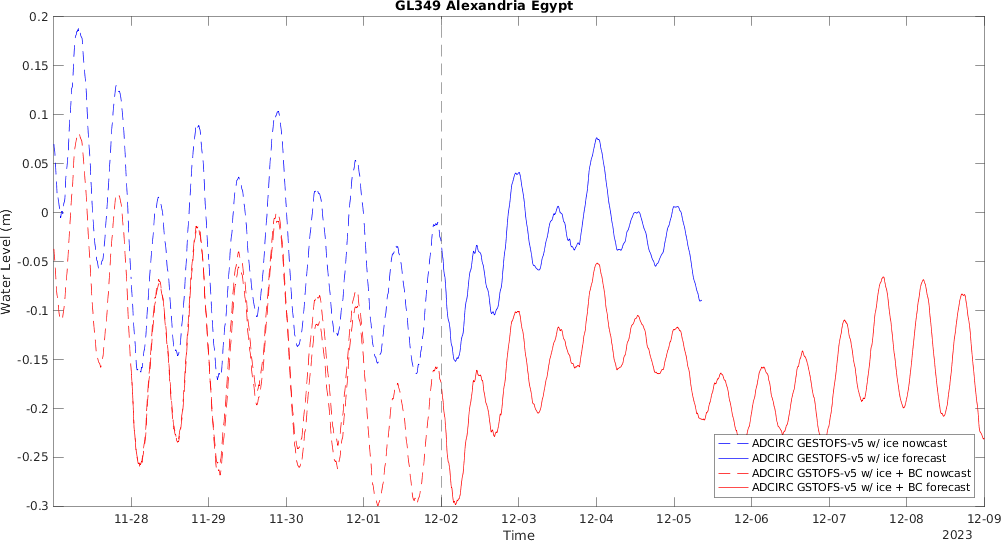 GL349 Alexandria Egypt
0.2
0.15
0.1
0.05
0
-0.05
-0.1
-0.15
-0.2
-0.25
-0.3
Water Level (m)
ADCIRC GESTOFS-v5 w/ ice nowcast
ADCIRC GESTOFS-v5 w/ ice forecast
ADCIRC GSTOFS-v5 w/ ice + BC nowcast
ADCIRC GSTOFS-v5 w/ ice + BC forecast
11-28 11-29 11-30 12-01 12-02 12-03 12-04 12-05 12-06 12-07 12-08 12-09
Time
2023